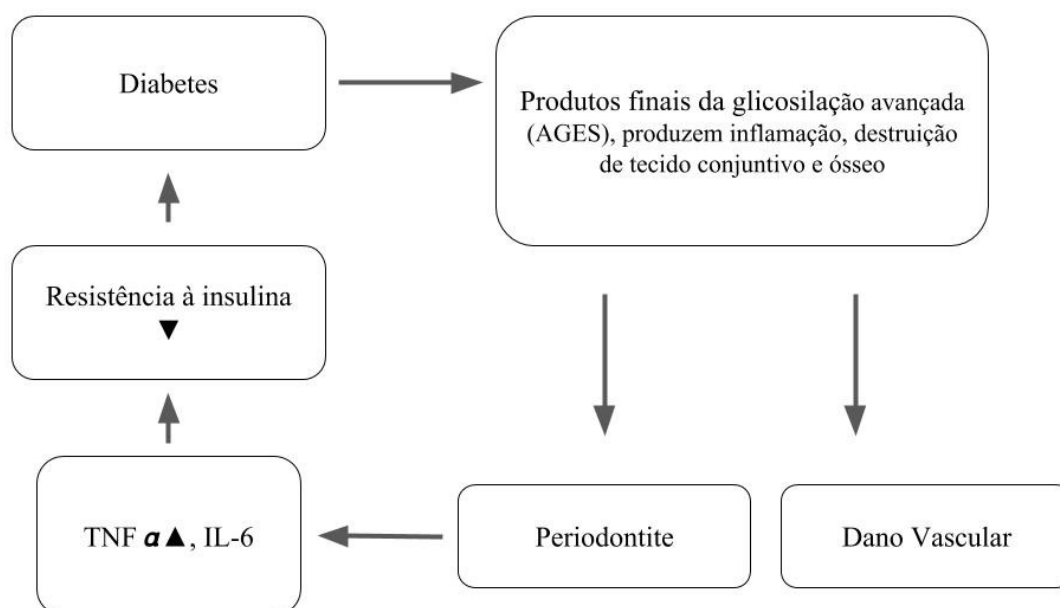 Diabetes
Produtos finais da glicosilação avançada
(AGES), produzem inflamação, destruição
de tecido conjuntivo e ósseo
Resistência à insulina
▼
TNF α▲, IL-6
Periodontite
Dano Vascular